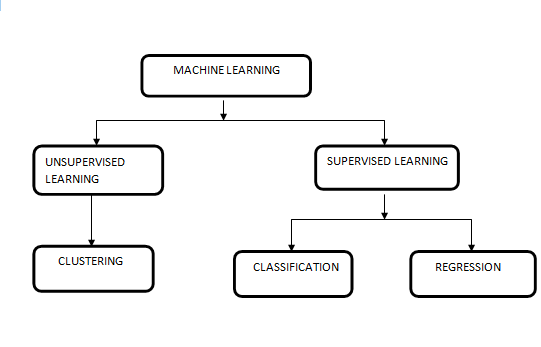 MACHINE LEARNING
UNSUPERVISED
LEARNING
SUPERVISED LEARNING
CLUSTERING
CLASSIFICATION
REGRESSION